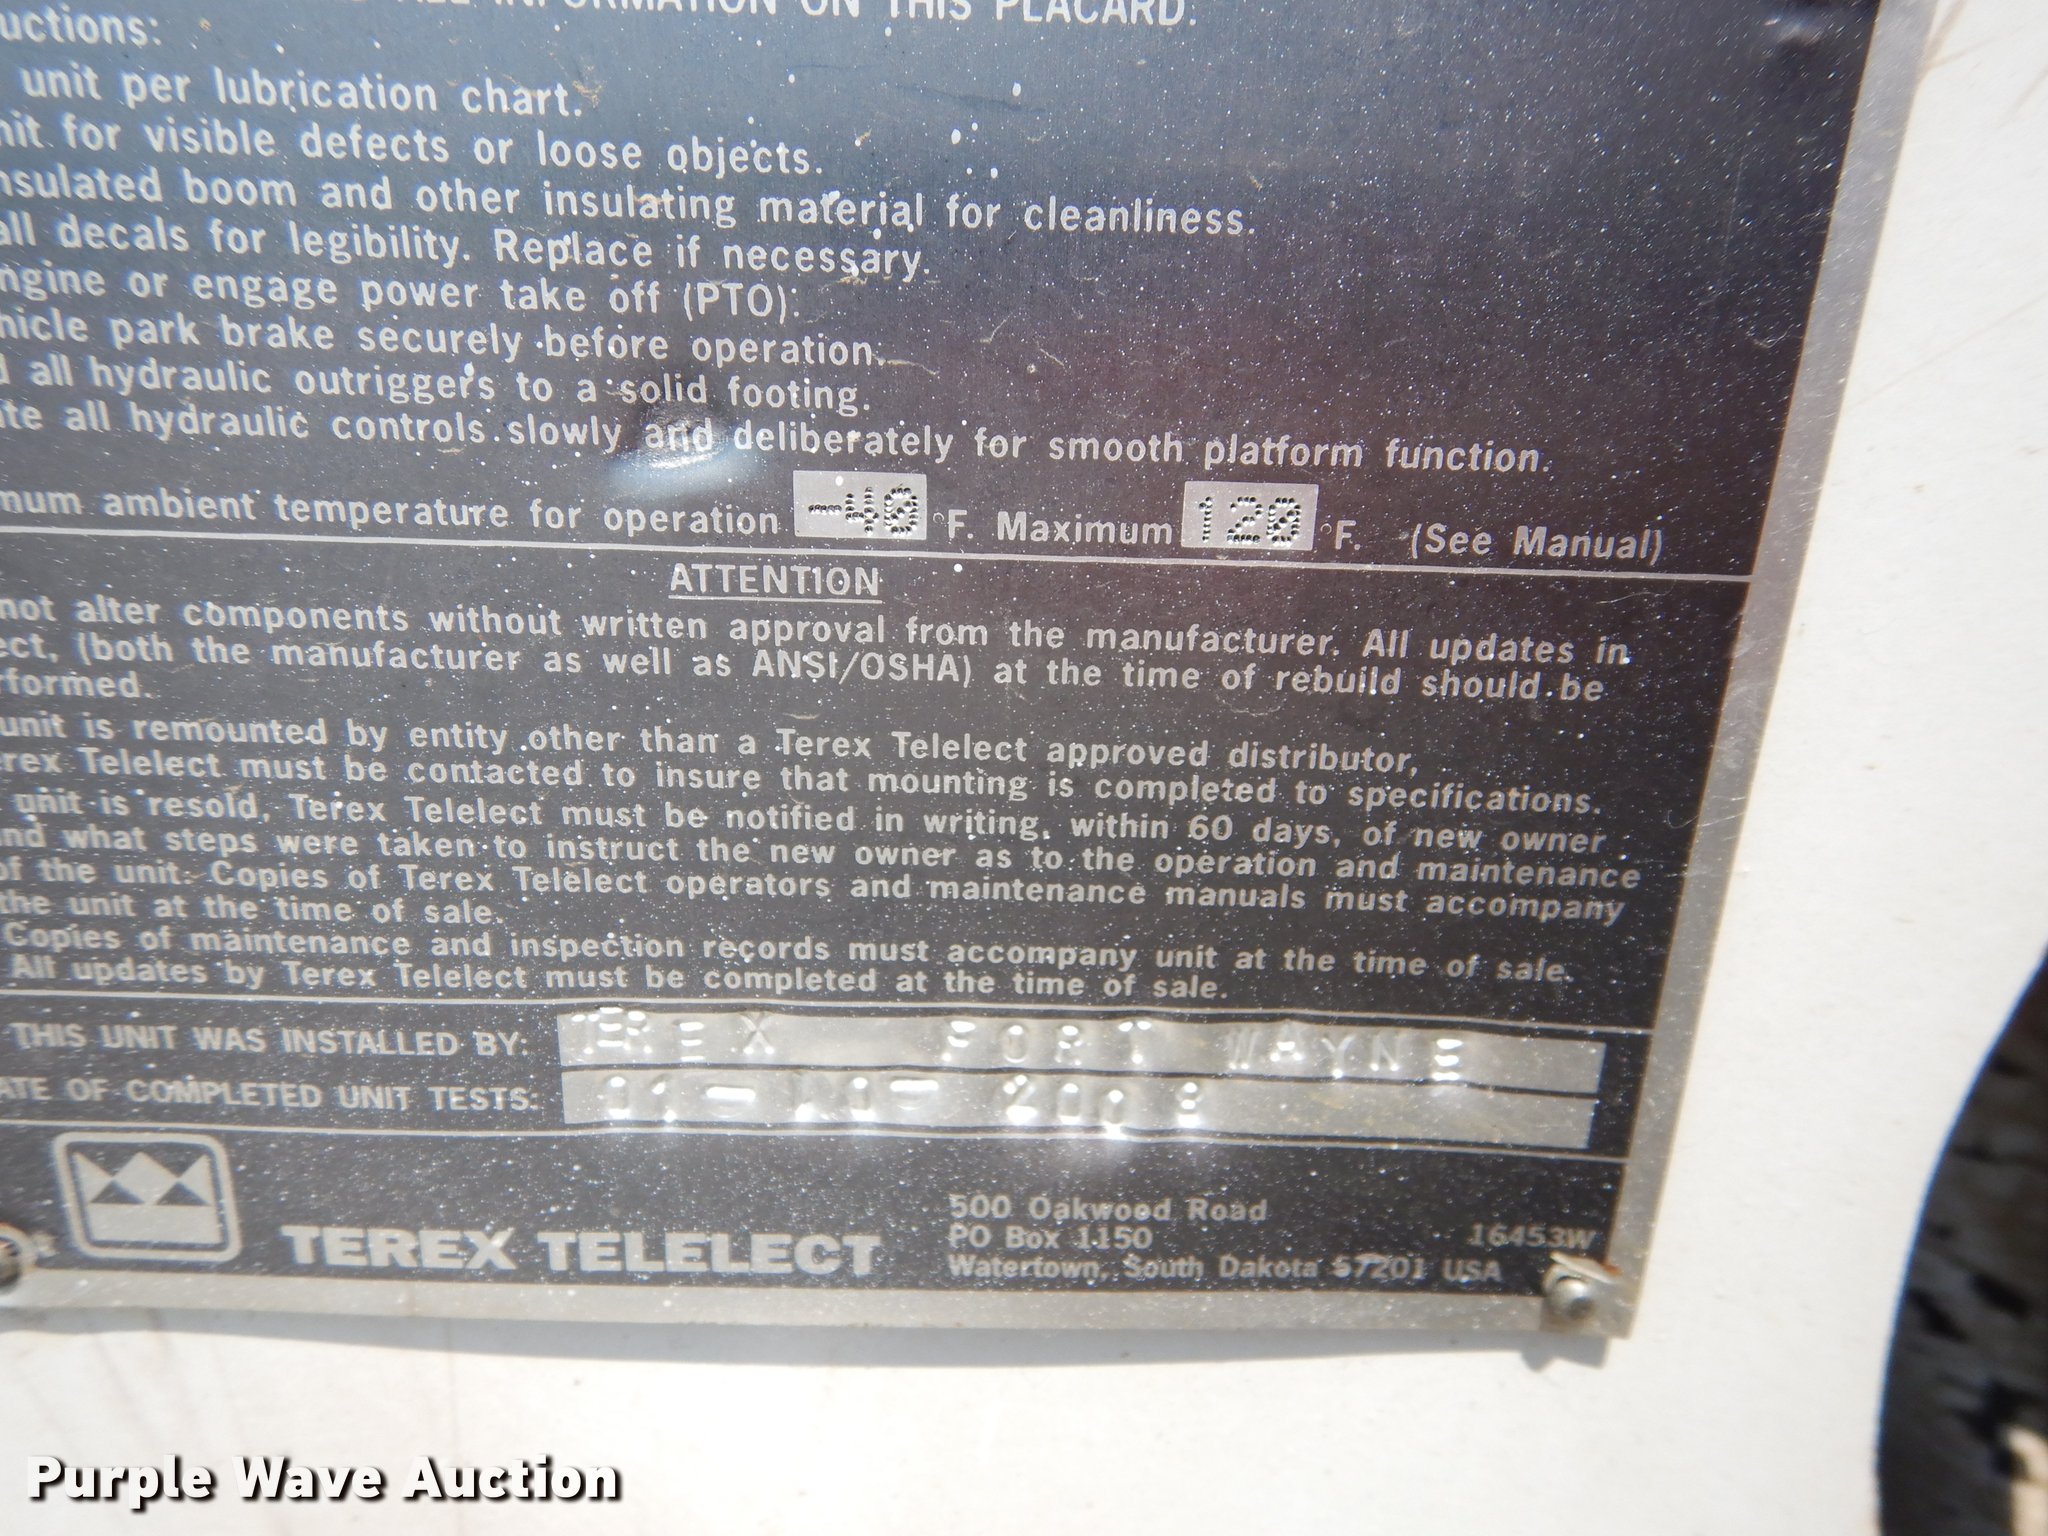 ALL INFORMATION ON THIS PLACARD.
uctions:
unit per lubrication chart.
nit for visible defects or loose objects.
nsulated boom and other insulating material for cleanliness.
all decals for legibility. Replace if necessary.
ngine or engage power take off (PTO):
hicle park brake securely before operation.
d all hydraulic outriggers to a solid footing.
ate all hydraulic controls slowly and deliberately for smooth platform function.
mum ambient temperature for operation -40 °F. Maximum 120 °F. (See Manual)
ATTENTION
not alter components without written approval from the manufacturer. All updates in
ect, (both the manufacturer as well as ANSI/OSHA) at the time of rebuild should be
rformed.
unit is remounted by entity other than a Terex Telelect approved distributor,
erex Telelect must be contacted to insure that mounting is completed to specifications.
unit is resold, Terex Telelect must be notified in writing, within 60 days, of new owner
nd what steps were taken to instruct the new owner as to the operation and maintenance
of the unit. Copies of Terex Telelect operators and maintenance manuals must accompany
the unit at the time of sale.
Copies of maintenance and inspection records must accompany unit at the time of sale.
All updates by Terex Telelect must be completed at the time of sale.
THIS UNIT WAS INSTALLED BY: TEREX FORT WAYNE
ATE OF COMPLETED UNIT TESTS: 01-10-2008
TEREX TELELECT
500 Oakwood Road
PO Box 1150
Watertown, South Dakota 57201 USA
16453W
Purple Wave Auction